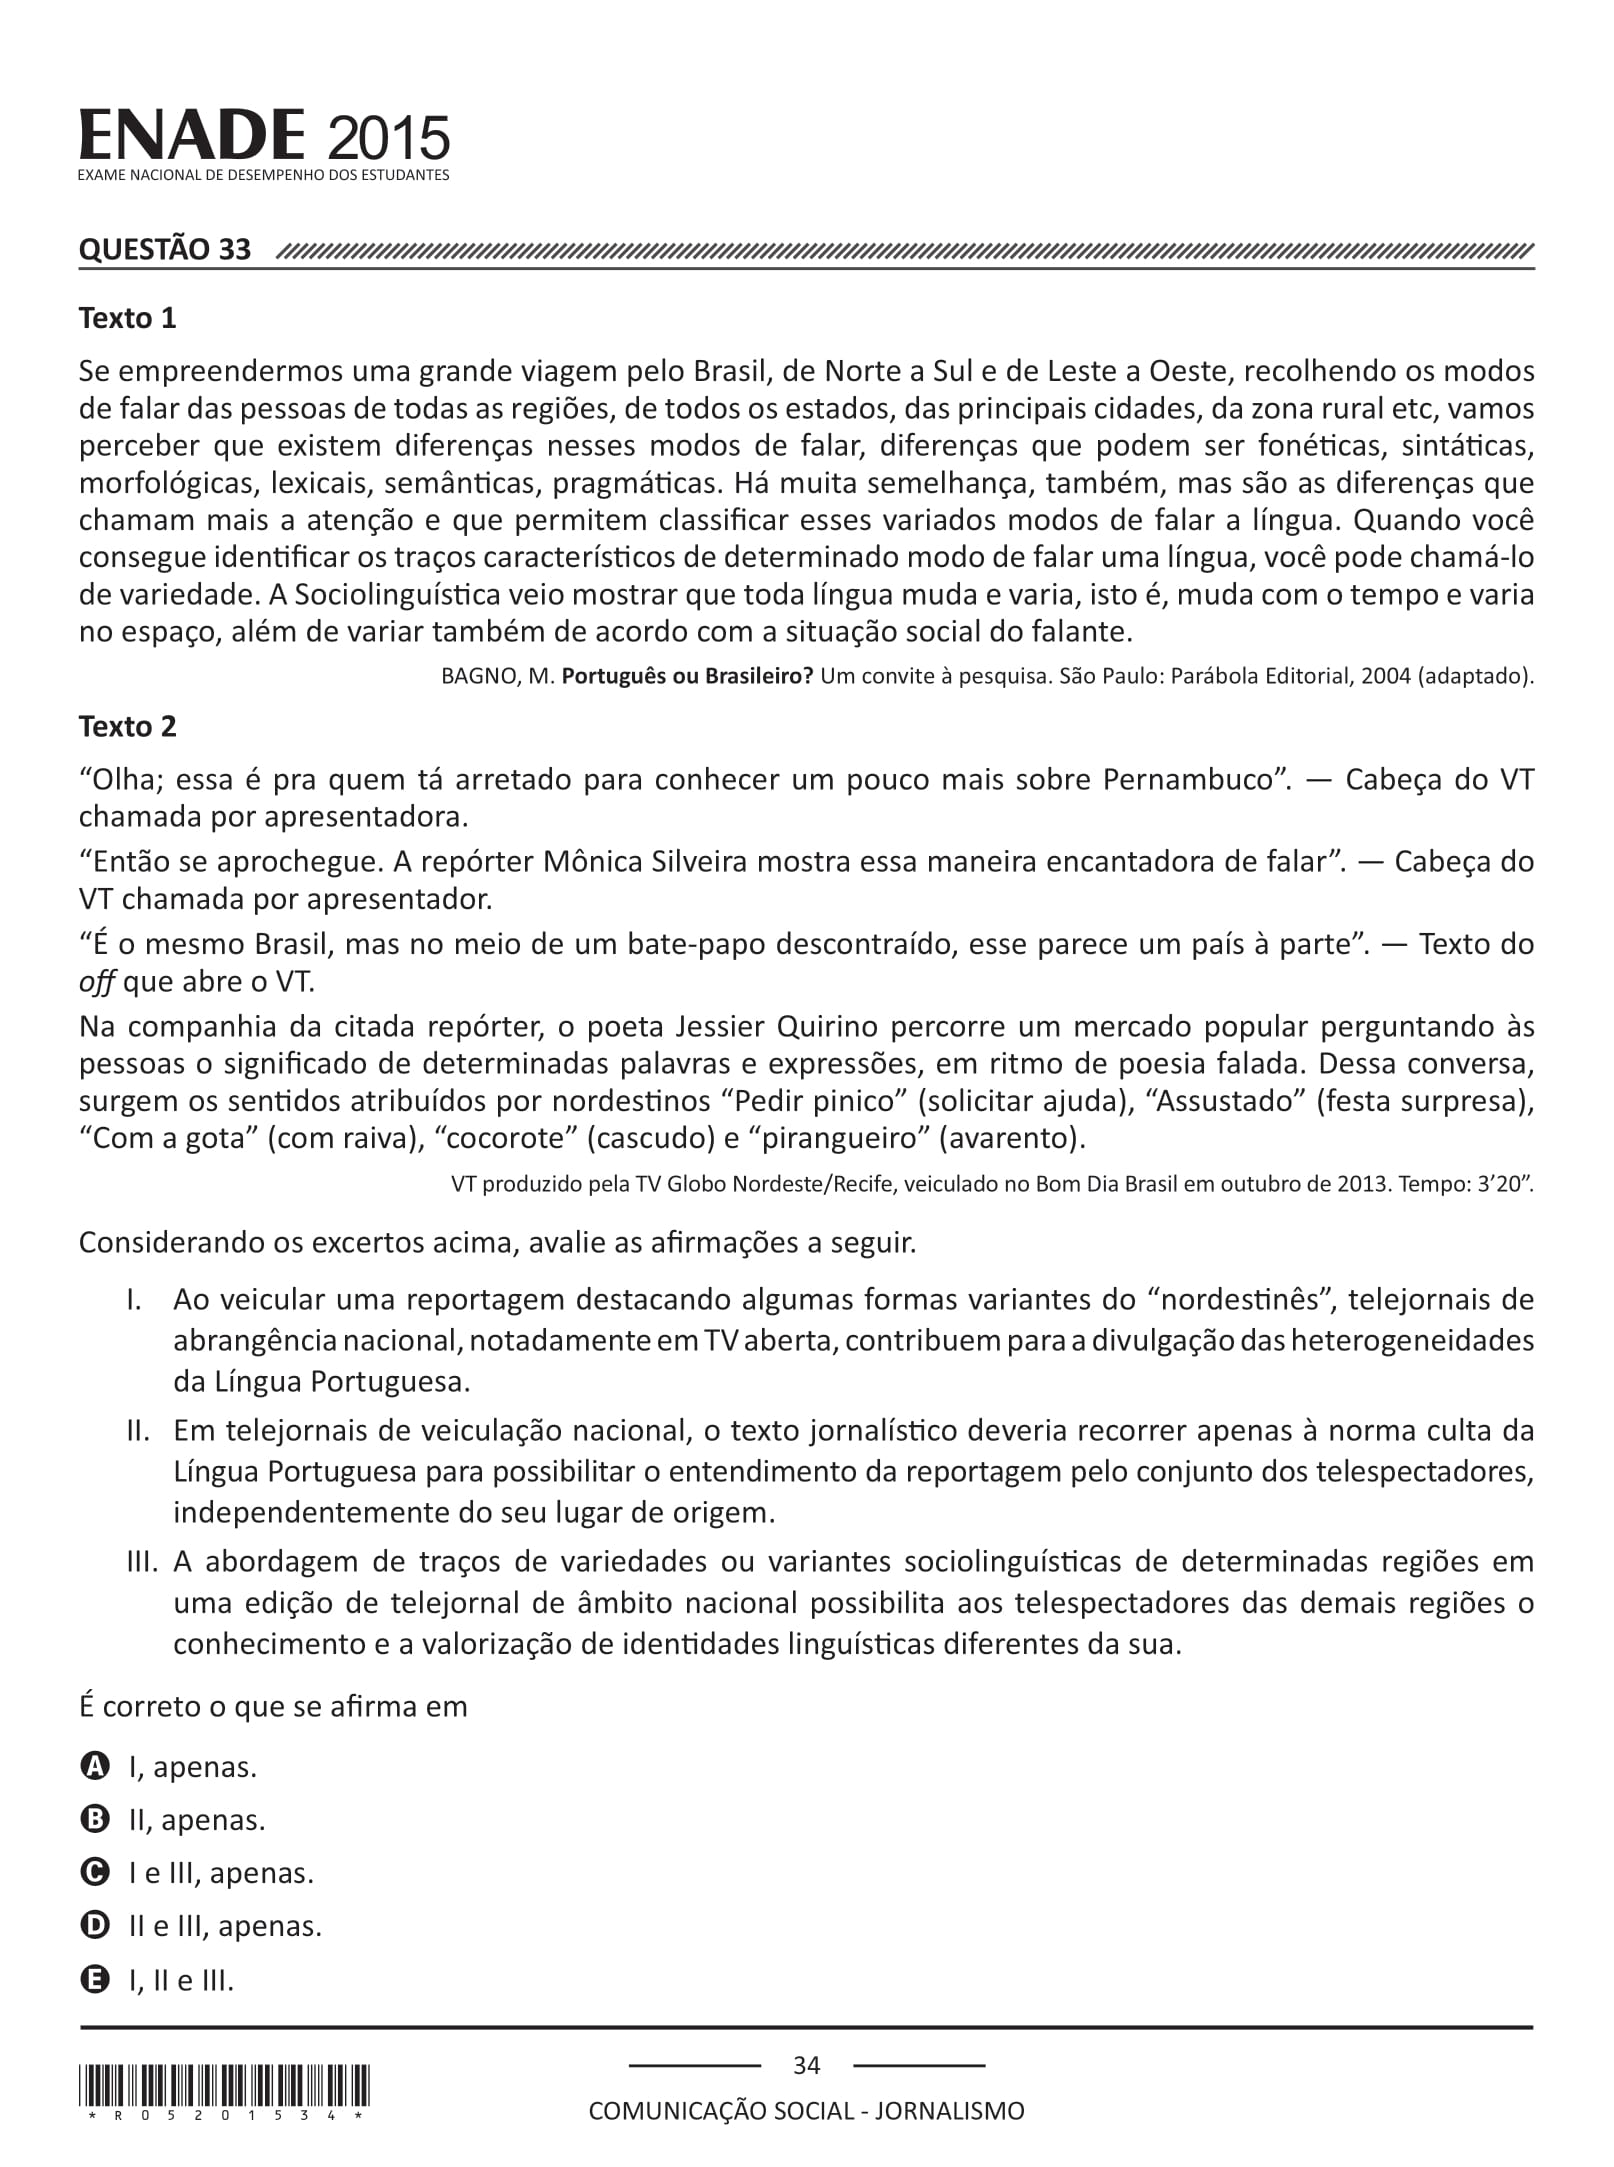 ENADE 2015
EXAME NACIONAL DE DESEMPENHO DOS ESTUDANTES
QUESTÃO 33
Texto 1
Se empreendermos uma grande viagem pelo Brasil, de Norte a Sul e de Leste a Oeste, recolhendo os modos
de falar das pessoas de todas as regiões, de todos os estados, das principais cidades, da zona rural etc, vamos
perceber que existem diferenças nesses modos de falar, diferenças que podem ser fonéticas, sintáticas,
morfológicas, lexicais, semânticas, pragmáticas. Há muita semelhança, também, mas são as diferenças que
chamam mais a atenção e que permitem classificar esses variados modos de falar a língua. Quando você
consegue identificar os traços característicos de determinado modo de falar uma língua, você pode chamá-lo
de variedade. A Sociolinguística veio mostrar que toda língua muda e varia, isto é, muda com o tempo e varia
no espaço, além de variar também de acordo com a situação social do falante.
BAGNO, M. Português ou Brasileiro? Um convite à pesquisa. São Paulo: Parábola Editorial, 2004 (adaptado).
Texto 2
“Olha; essa é pra quem tá arretado para conhecer um pouco mais sobre Pernambuco”. — Cabeça do VT
chamada por apresentadora.
“Então se aprochegue. A repórter Mônica Silveira mostra essa maneira encantadora de falar”. — Cabeça do
VT chamada por apresentador.
“É o mesmo Brasil, mas no meio de um bate-papo descontraído, esse parece um país à parte”. — Texto do
off que abre o VT.
Na companhia da citada repórter, o poeta Jessier Quirino percorre um mercado popular perguntando às
pessoas o significado de determinadas palavras e expressões, em ritmo de poesia falada. Dessa conversa,
surgem os sentidos atribuídos por nordestinos “Pedir pinico” (solicitar ajuda), “Assustado” (festa surpresa),
“Com a gota” (com raiva), “cocorote” (cascudo) e “pirangueiro” (avarento).
VT produzido pela TV Globo Nordeste/Recife, veiculado no Bom Dia Brasil em outubro de 2013. Tempo: 3’20”.
Considerando os excertos acima, avalie as afirmações a seguir.
I. Ao veicular uma reportagem destacando algumas formas variantes do “nordestinês”, telejornais de
abrangência nacional, notadamente em TV aberta, contribuem para a divulgação das heterogeneidades
da Língua Portuguesa.
II. Em telejornais de veiculação nacional, o texto jornalístico deveria recorrer apenas à norma culta da
Língua Portuguesa para possibilitar o entendimento da reportagem pelo conjunto dos telespectadores,
independentemente do seu lugar de origem.
III. A abordagem de traços de variedades ou variantes sociolinguísticas de determinadas regiões em
uma edição de telejornal de âmbito nacional possibilita aos telespectadores das demais regiões o
conhecimento e a valorização de identidades linguísticas diferentes da sua.
É correto o que se afirma em
A I, apenas.
B II, apenas.
C I e III, apenas.
D II e III, apenas.
E I, II e III.
34
COMUNICAÇÃO SOCIAL - JORNALISMO
* R 0 5 2 0 1 5 3 4 *